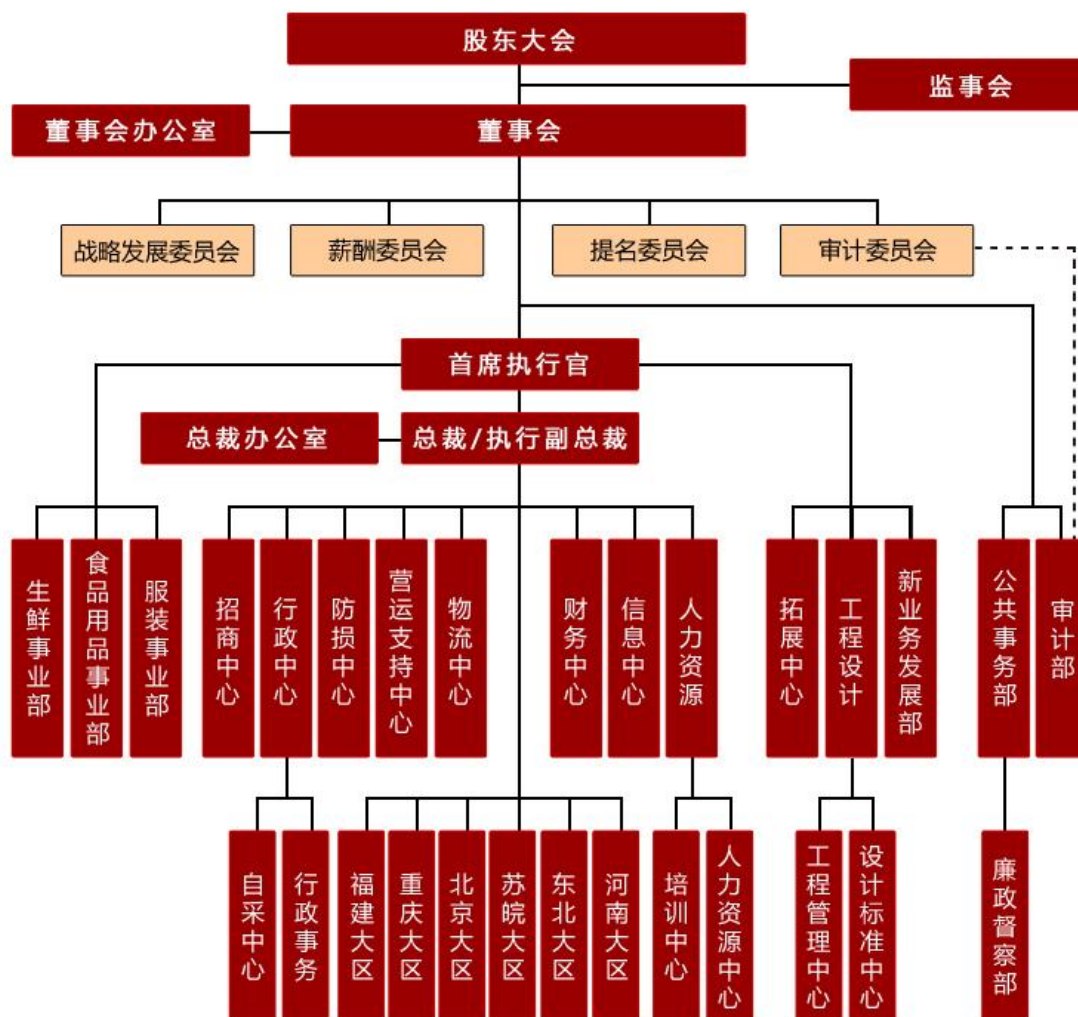 股东大会
监事会
董事会办公室
董事会
战略发展委员会
薪酬委员会
提名委员会
审计委员会
首席执行官
总裁办公室
总裁/执行副总裁
生鲜事业部
食品用品事业部
服装事业部
招商中心
行政中心
防损中心
营运支持中心
物流中心
财务中心
信息中心
人力资源
拓展中心
工程设计
新业务发展部
公共事务部
审计部
自采中心
行政事务
福建大区
重庆大区
北京大区
苏皖大区
东北大区
河南大区
培训中心
人力资源中心
工程管理中心
设计标准中心
廉政督察部